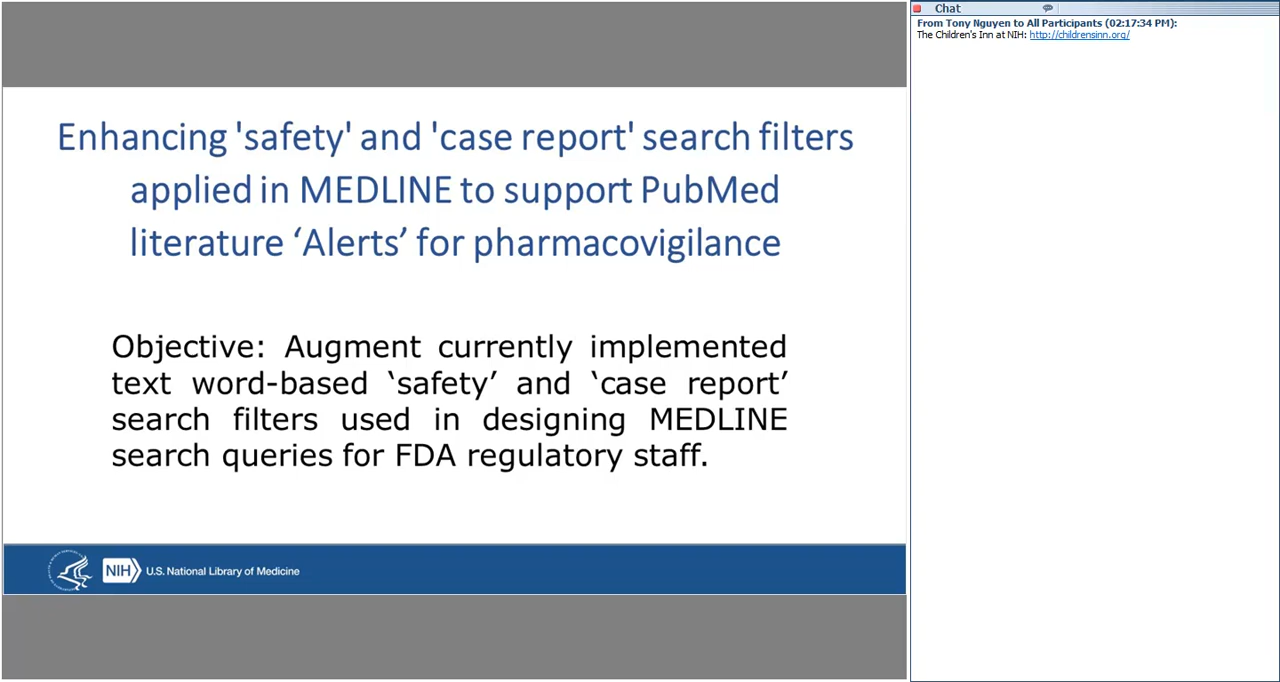 Enhancing 'safety' and 'case report' search filters
applied in MEDLINE to support PubMed
literature ‘Alerts’ for pharmacovigilance
Objective: Augment currently implemented
text word-based ‘safety’ and ‘case report’
search filters used in designing MEDLINE
search queries for FDA regulatory staff.
NIH U.S. National Library of Medicine
Chat
From Tony Nguyen to All Participants (02:17:34 PM):
The Children's Inn at NIH: http://childrensinn.org/